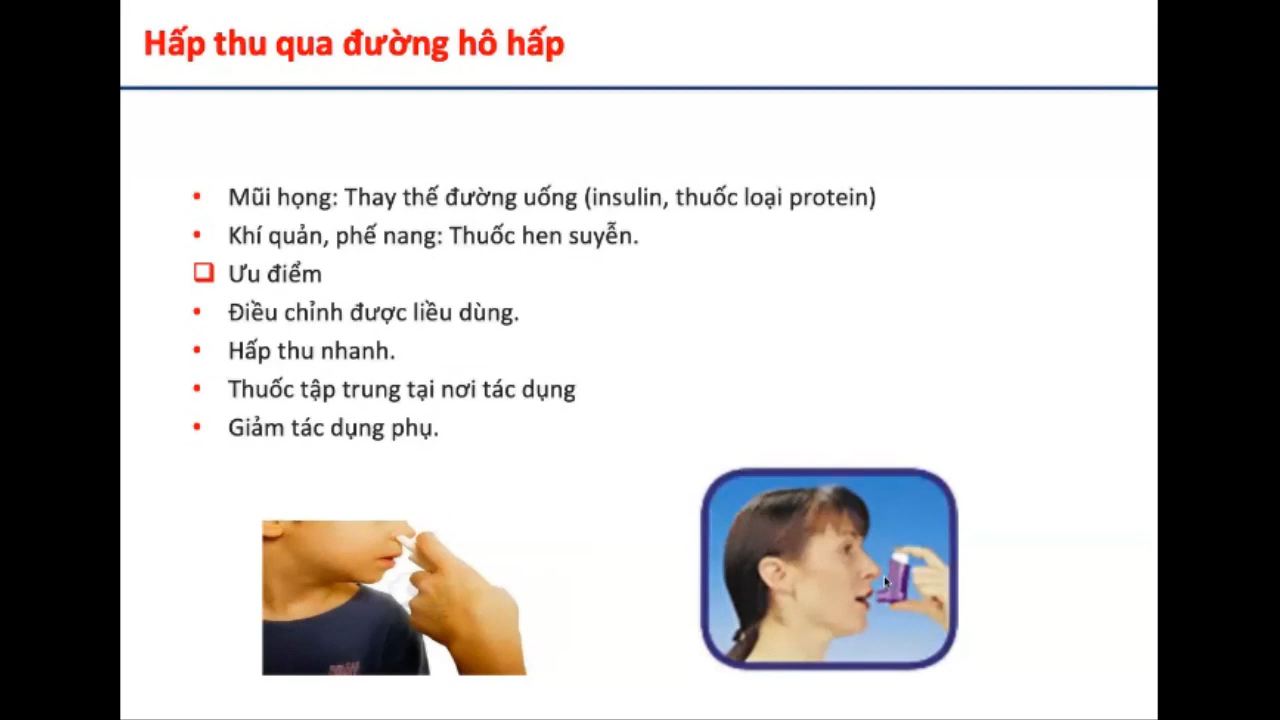 Hấp thu qua đường hô hấp
• Mũi họng: Thay thế đường uống (insulin, thuốc loại protein)
• Khí quản, phế nang: Thuốc hen suyễn.
❑ Ưu điểm
• Điều chỉnh được liều dùng.
• Hấp thu nhanh.
• Thuốc tập trung tại nơi tác dụng
• Giảm tác dụng phụ.